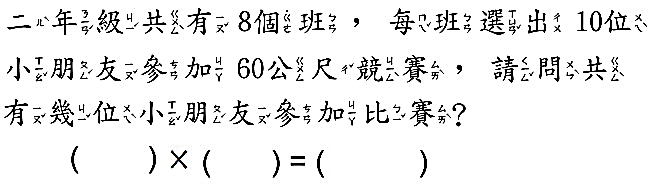 二年級共有 8個班，每班選出 10位
小朋友參加 60公尺競賽，請問共
有幾位小朋友參加比賽?
(　　)×(　　)=(　　)